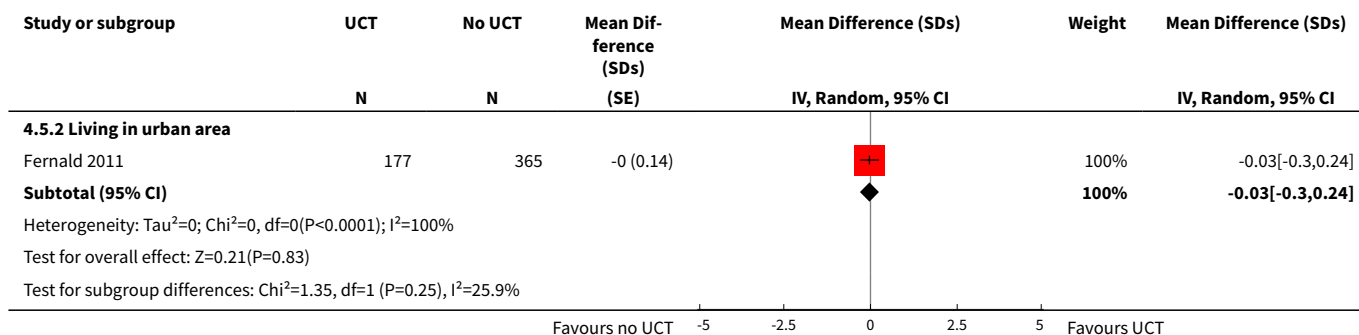 Study or subgroup UCT No UCT Mean Dif- Mean Difference (SDs) Weight Mean Difference (SDs)
ference
(SDs)
N N (SE) IV, Random, 95% CI IV, Random, 95% CI
4.5.2 Living in urban area
Fernald 2011 177 365 -0 (0.14) 100% -0.03[-0.3,0.24]
Subtotal (95% CI) 100% -0.03[-0.3,0.24]
Heterogeneity: Tau²=0; Chi²=0, df=0(P<0.0001); I²=100%
Test for overall effect: Z=0.21(P=0.83)
Test for subgroup differences: Chi²=1.35, df=1 (P=0.25), I²=25.9%
Favours no UCT -5 -2.5 0 2.5 5 Favours UCT